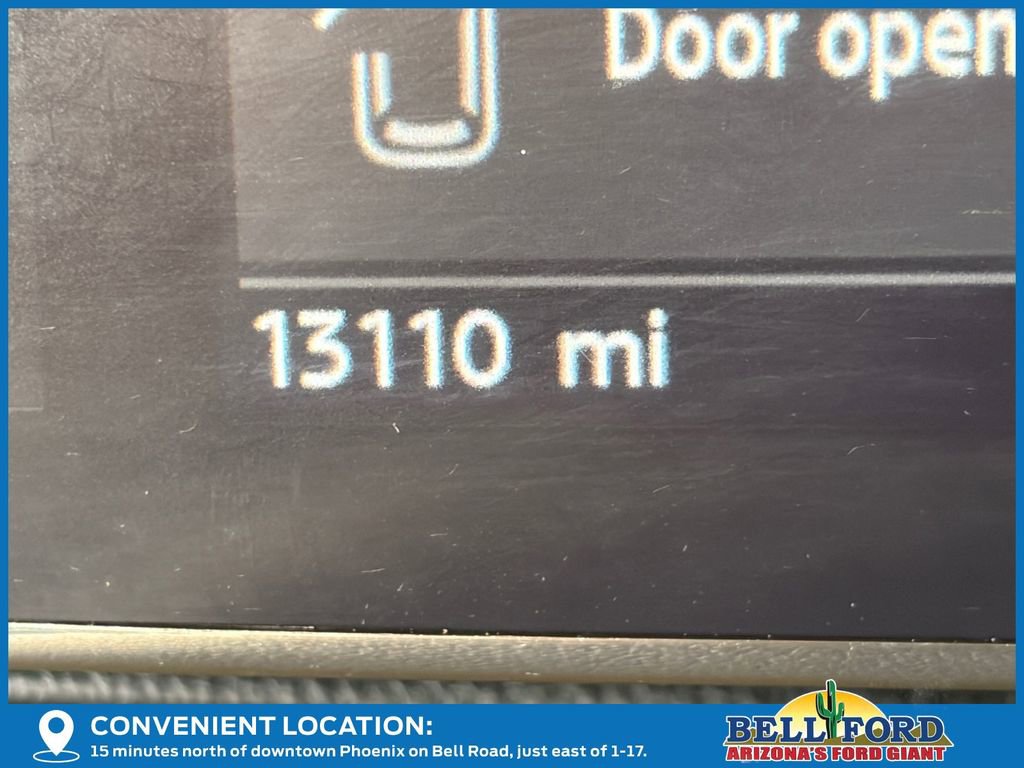 Door open
13110 mi
CONVENIENT LOCATION:
15 minutes north of downtown Phoenix on Bell Road, just east of 1-17.
BELL FORD
ARIZONA'S FORD GIANT